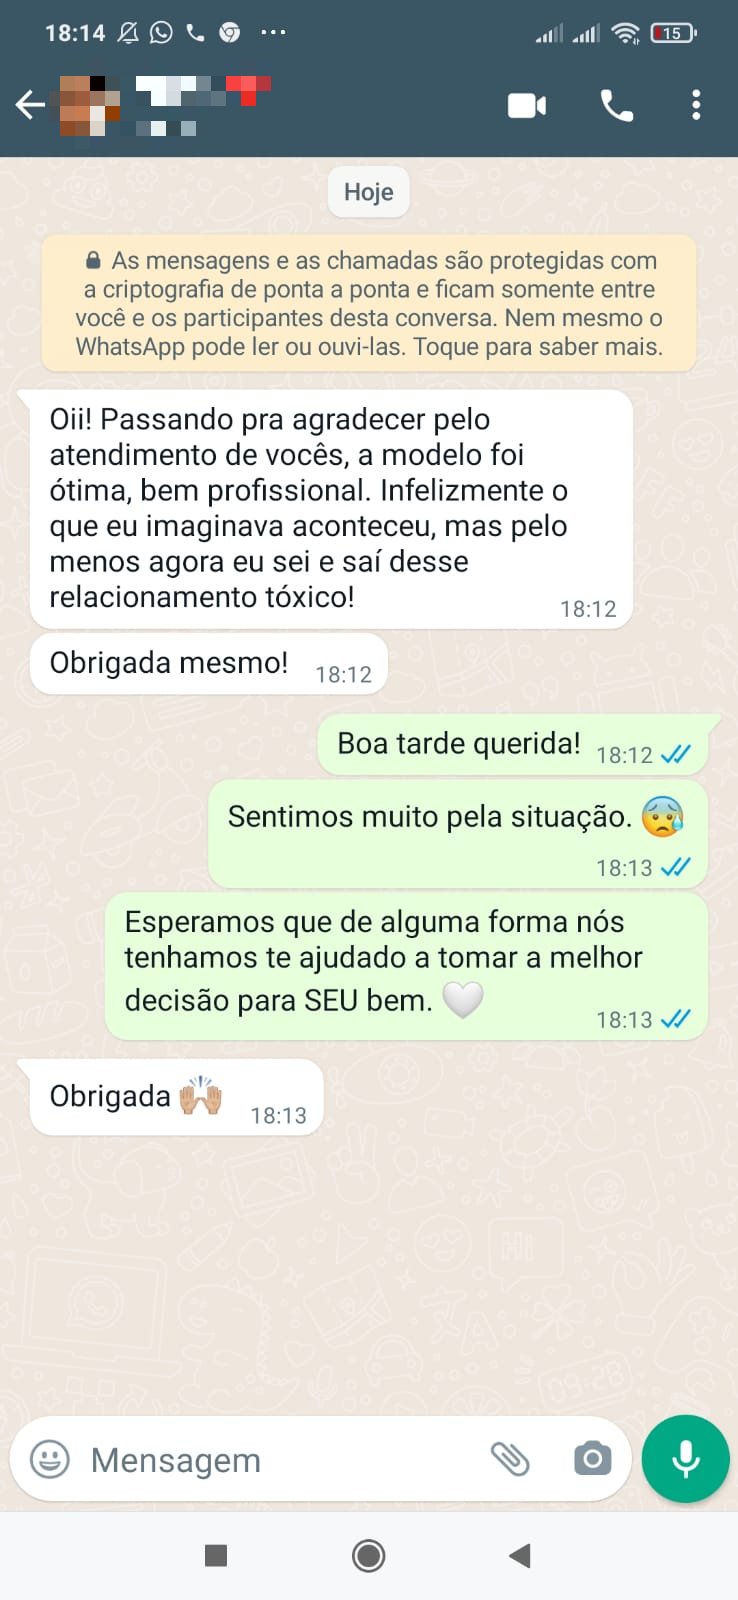 18:14
15
Hoje
As mensagens e as chamadas são protegidas com
a criptografia de ponta a ponta e ficam somente entre
você e os participantes desta conversa. Nem mesmo o
WhatsApp pode ler ou ouvi-las. Toque para saber mais.
Oii! Passando pra agradecer pelo
atendimento de vocês, a modelo foi
ótima, bem profissional. Infelizmente o
que eu imaginava aconteceu, mas pelo
menos agora eu sei e saí desse
relacionamento tóxico!
18:12
Obrigada mesmo! 18:12
Boa tarde querida! 18:12
Sentimos muito pela situação. 😰
18:13
Esperamos que de alguma forma nós
tenhamos te ajudado a tomar a melhor
decisão para SEU bem. 🤍
18:13
Obrigada 🙌🏼 18:13
Mensagem